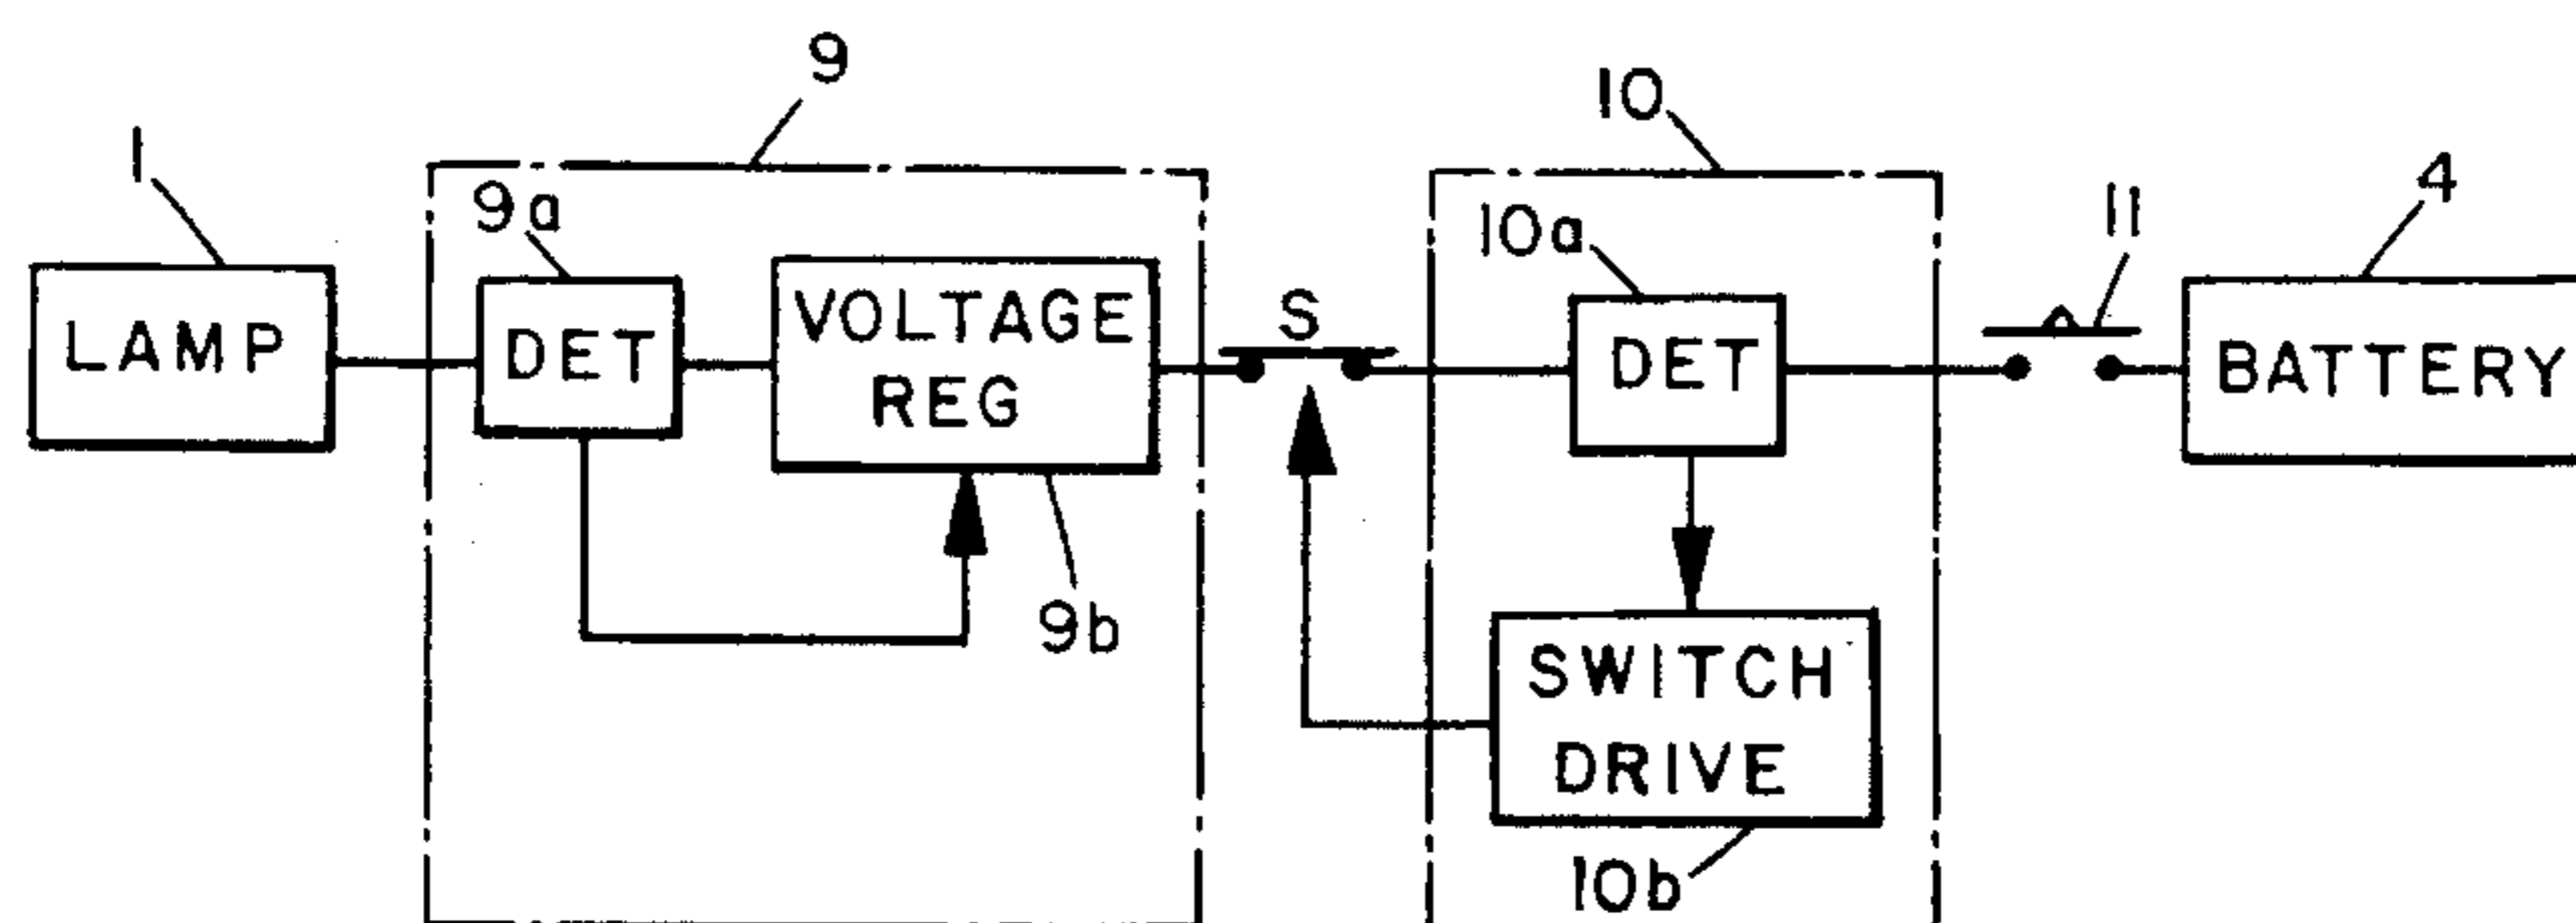 9
10
1
9a
10a
11
4
LAMP
DET
VOLTAGE
REG
S
DET
BATTERY
9b
SWITCH
DRIVE
10b